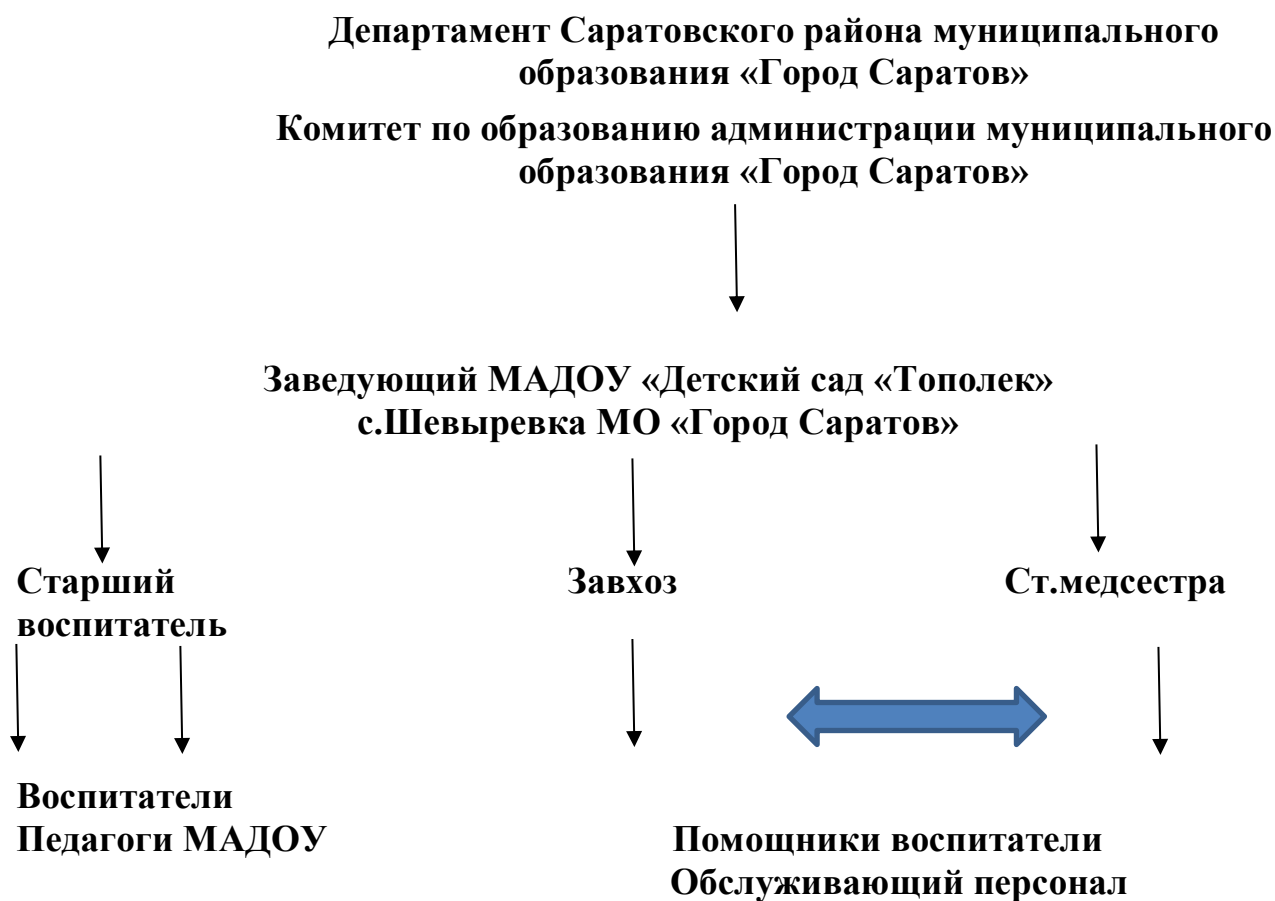 Департамент Саратовского района муниципального
образования «Город Саратов»
Комитет по образованию администрации муниципального
образования «Город Саратов»
Заведующий МАДОУ «Детский сад «Тополек»
с.Шевыревка МО «Город Саратов»
Старший
воспитатель
Завхоз
Ст.медсестра
Воспитатели
Педагоги МАДОУ
Помощники воспитатели
Обслуживающий персонал